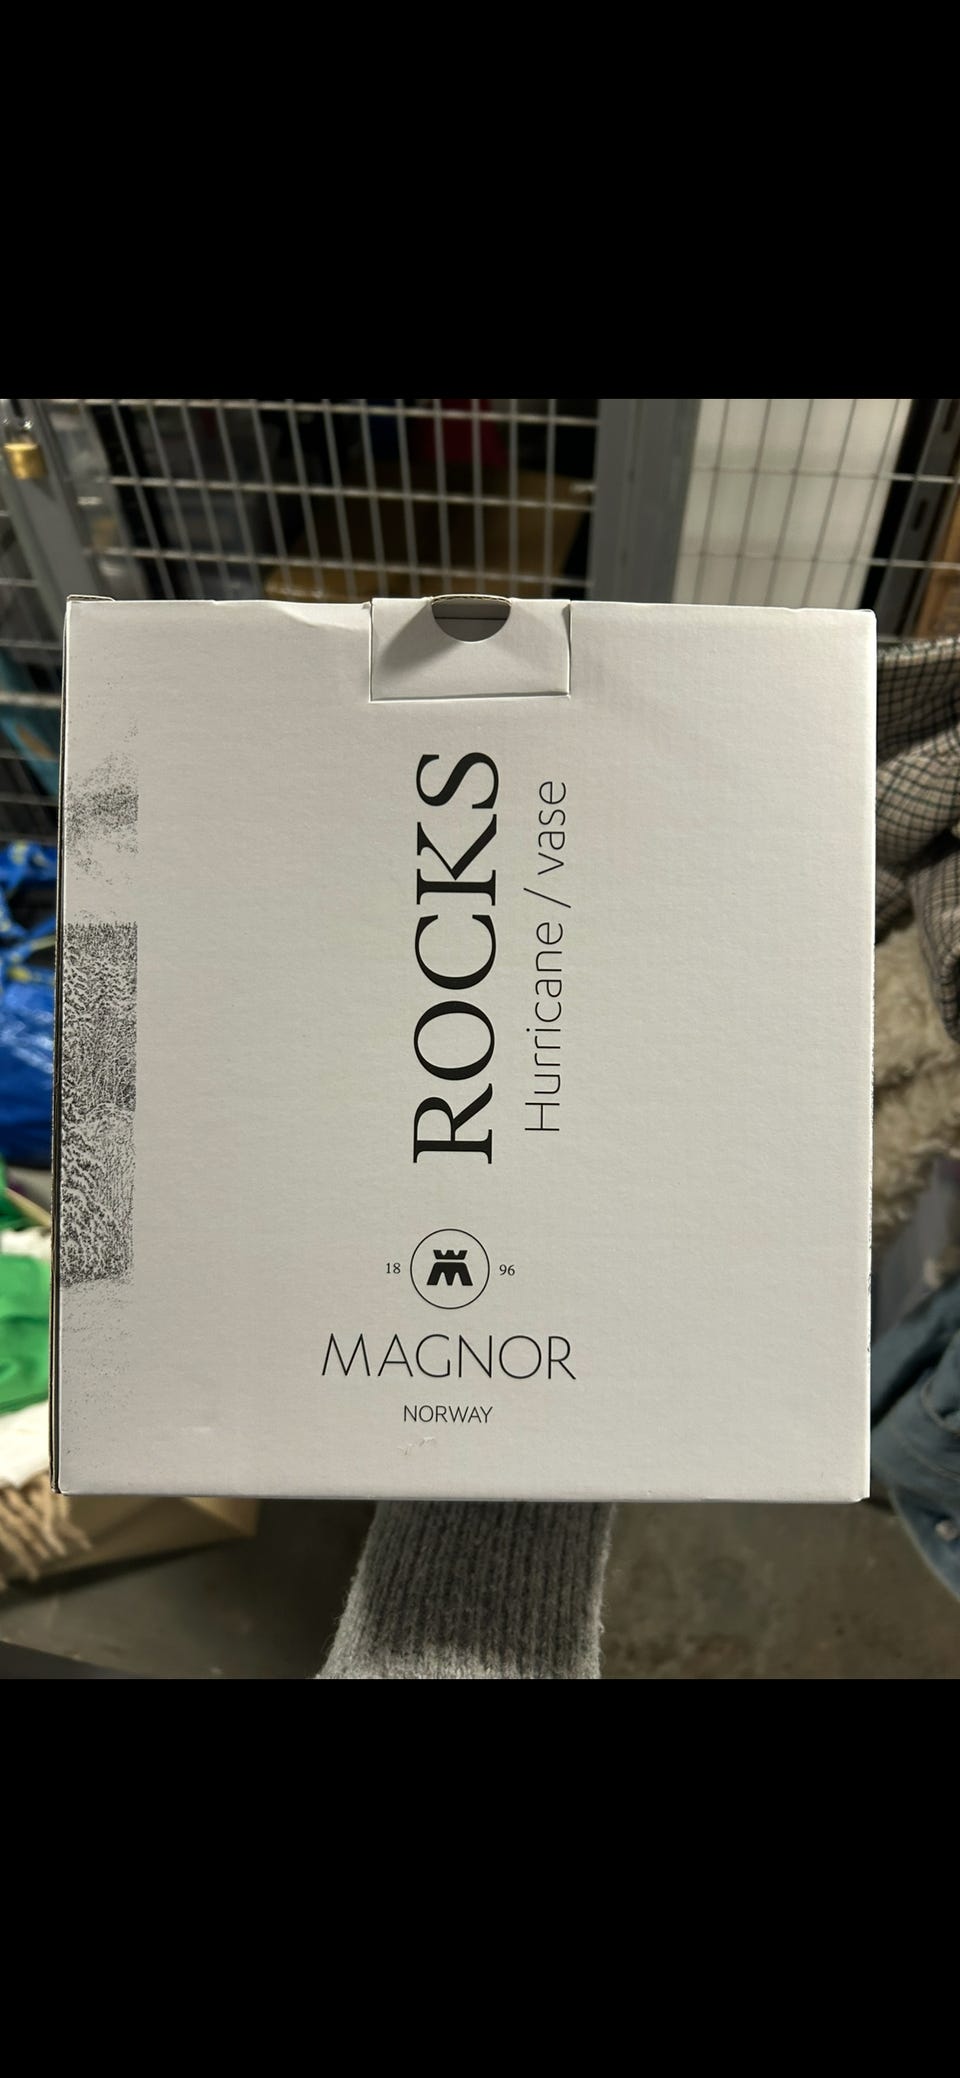 ROCKS
Hurricane / vase
18 96
MAGNOR
NORWAY